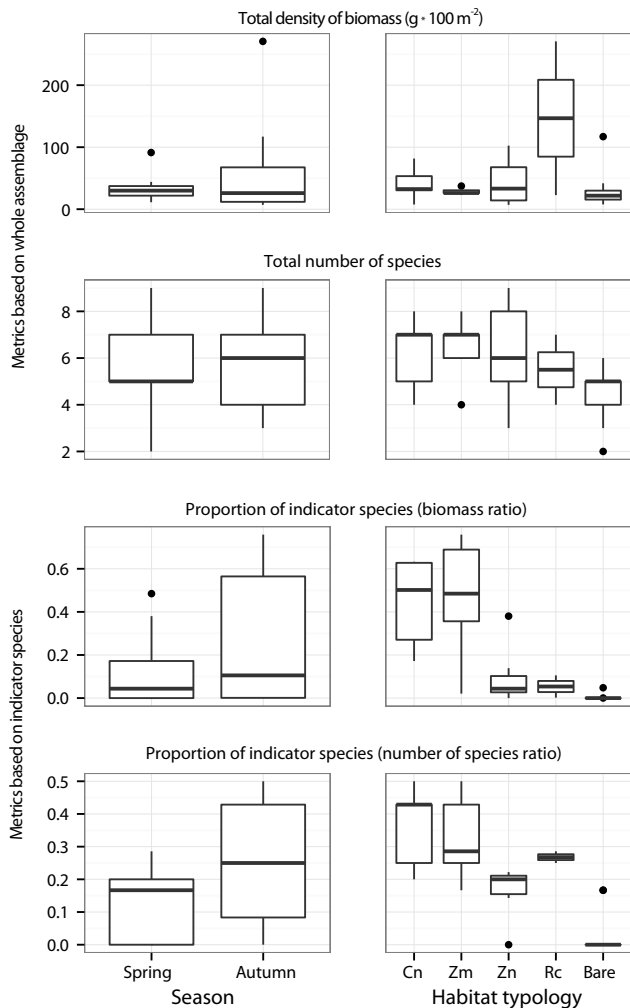 Total density of biomass (g * 100 m-2)
Metrics based on whole assemblage
200
100
0
Total number of species
8
6
4
2
Proportion of indicator species (biomass ratio)
Metrics based on indicator species
0.6
0.4
0.2
0.0
Proportion of indicator species (number of species ratio)
0.5
0.4
0.3
0.2
0.1
0.0
Spring Autumn Cn Zm Zn Rc Bare
Season Habitat typology